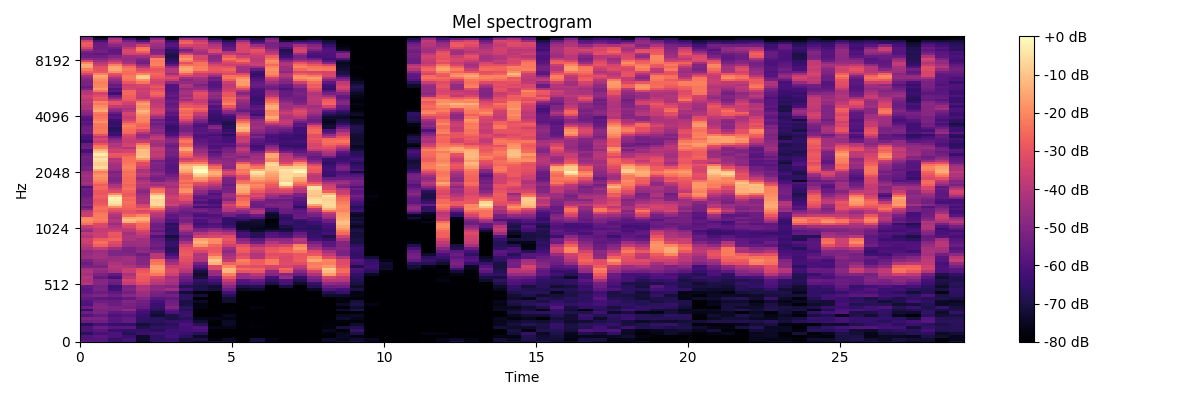 Mel spectrogram
Hz
8192
4096
2048
1024
512
0
0 5 10 15 20 25
Time
+0 dB
-10 dB
-20 dB
-30 dB
-40 dB
-50 dB
-60 dB
-70 dB
-80 dB